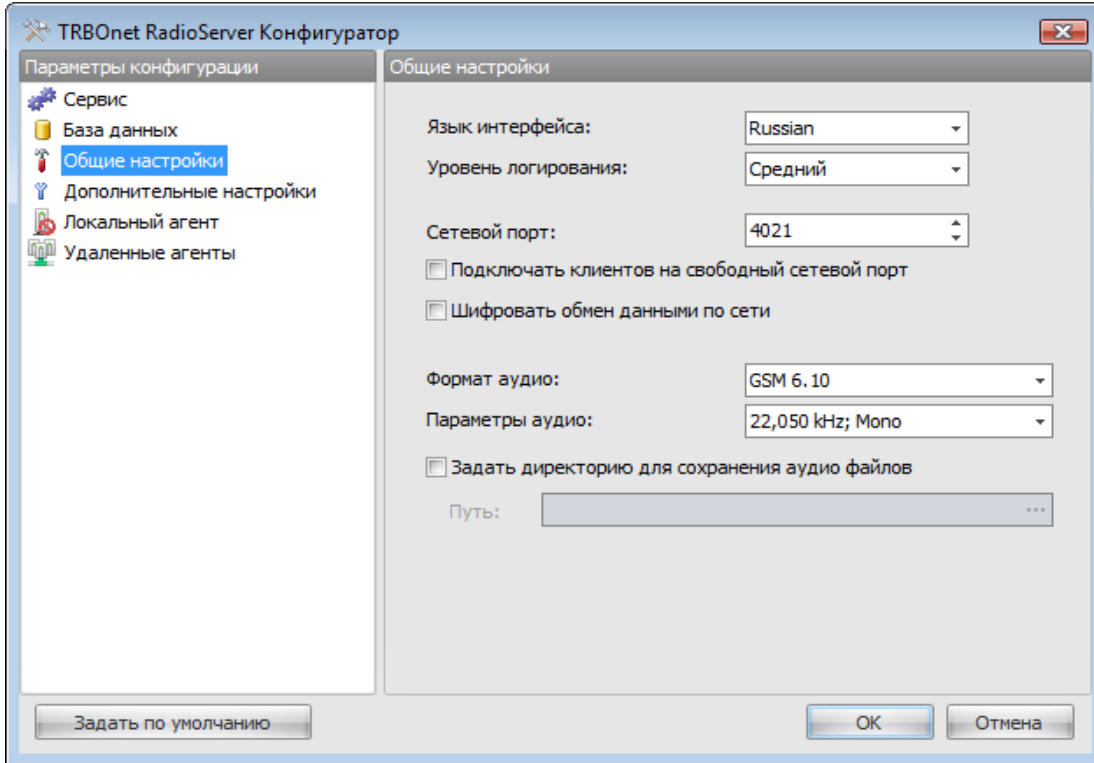 TRBOnet RadioServer Конфигуратор
Параметры конфигурации
Сервис
База данных
Общие настройки
Дополнительные настройки
Локальный агент
Удаленные агенты
Общие настройки
Язык интерфейса: Russian
Уровень логирования: Средний
Сетевой порт: 4021
Подключать клиентов на свободный сетевой порт
Шифровать обмен данными по сети
Формат аудио: GSM 6.10
Параметры аудио: 22,050 kHz; Mono
Задать директорию для сохранения аудио файлов
Путь: ...
Задать по умолчанию
OK
Отмена